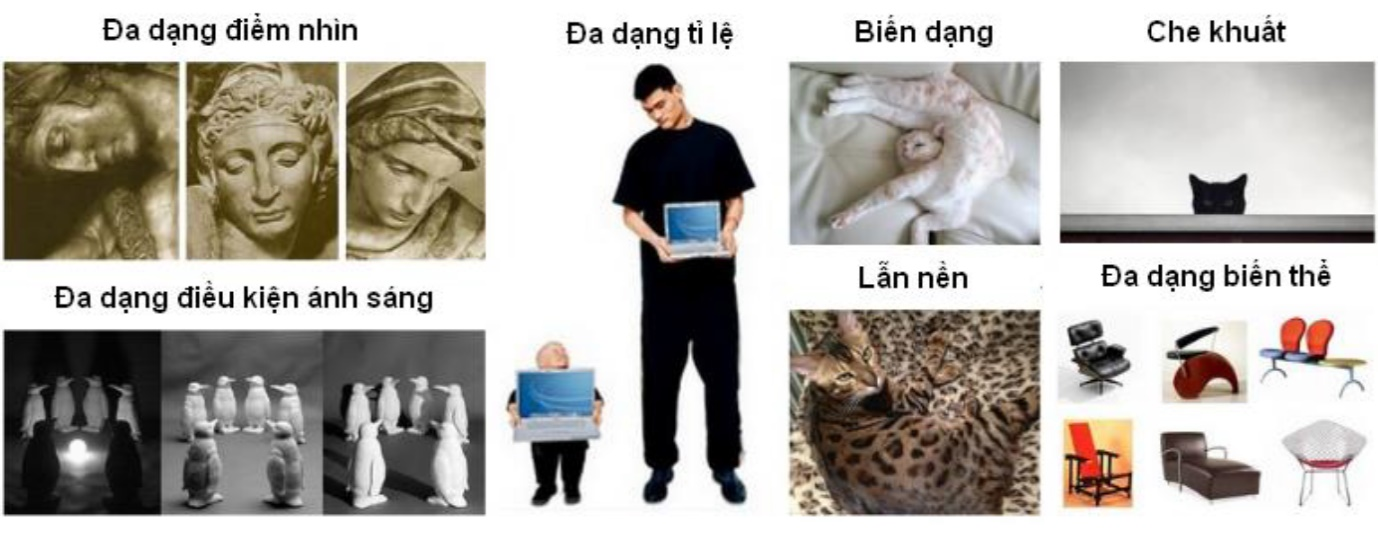 Đa dạng điểm nhìn
Đa dạng tỉ lệ
Biến dạng
Che khuất
Đa dạng điều kiện ánh sáng
Lẫn nền
Đa dạng biến thể